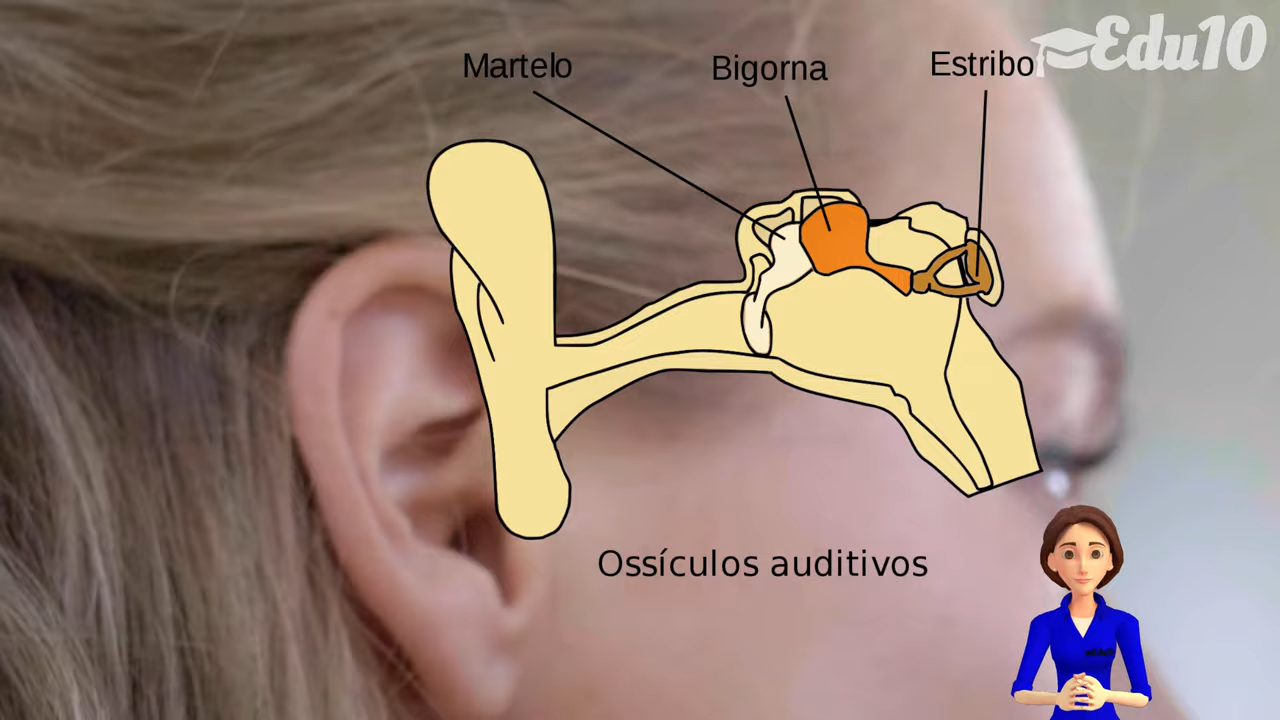 Martelo
Bigorna
Estribo
Edu10
Ossículos auditivos